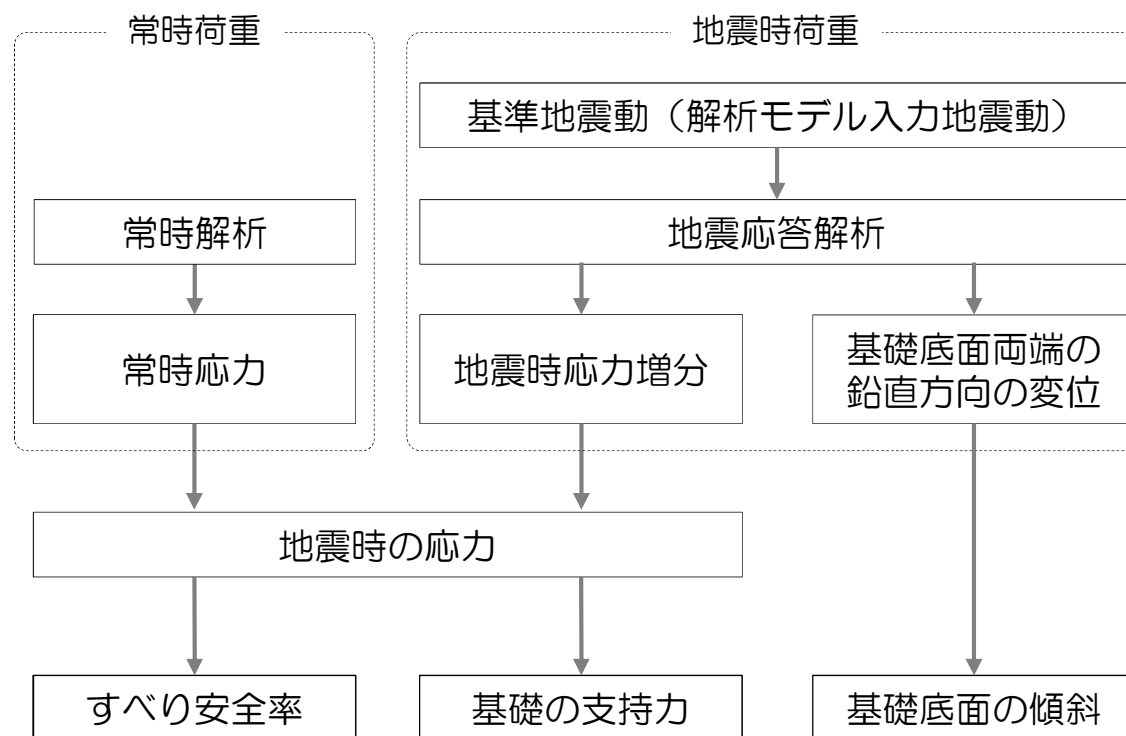 常時荷重
地震時荷重
基準地震動（解析モデル入力地震動）
常時解析
地震応答解析
常時応力
地震時応力増分
基礎底面両端の
鉛直方向の変位
地震時の応力
すべり安全率
基礎の支持力
基礎底面の傾斜